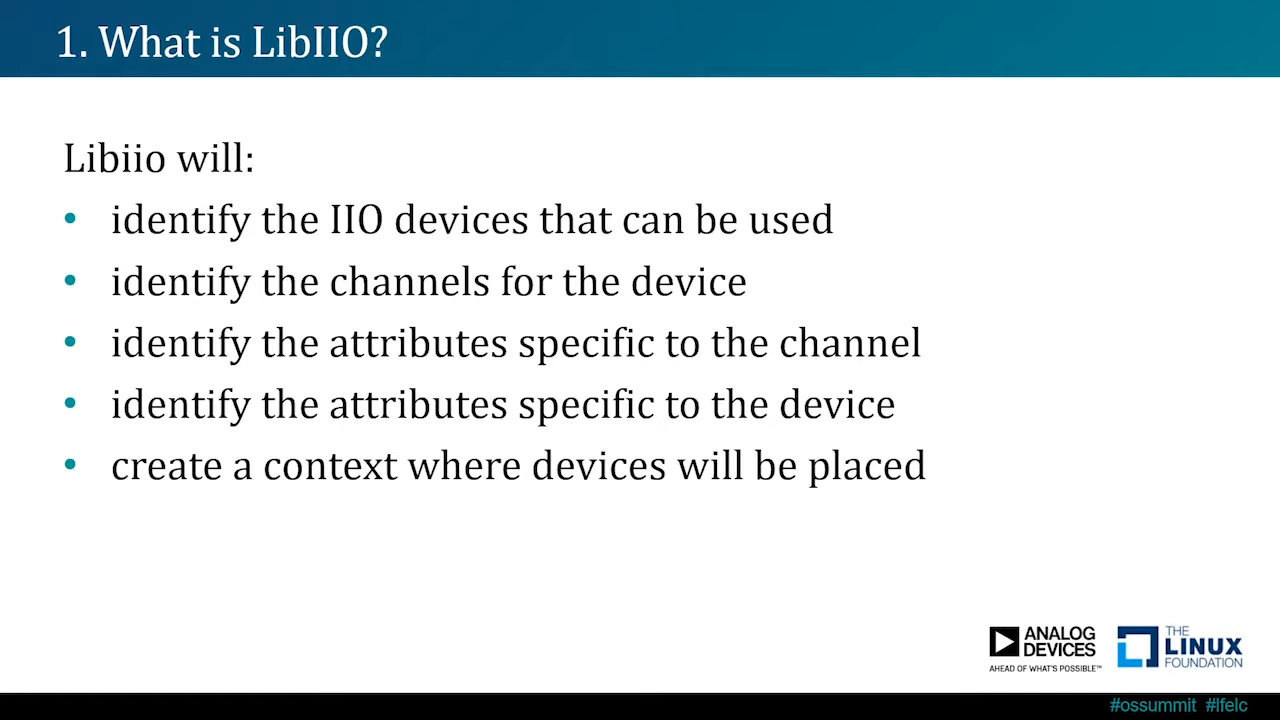 1. What is LibIIO?
Libiio will:
• identify the IIO devices that can be used
• identify the channels for the device
• identify the attributes specific to the channel
• identify the attributes specific to the device
• create a context where devices will be placed
ANALOG
DEVICES
AHEAD OF WHAT'S POSSIBLE™
THE
LINUX
FOUNDATION
#ossummit #lfelc